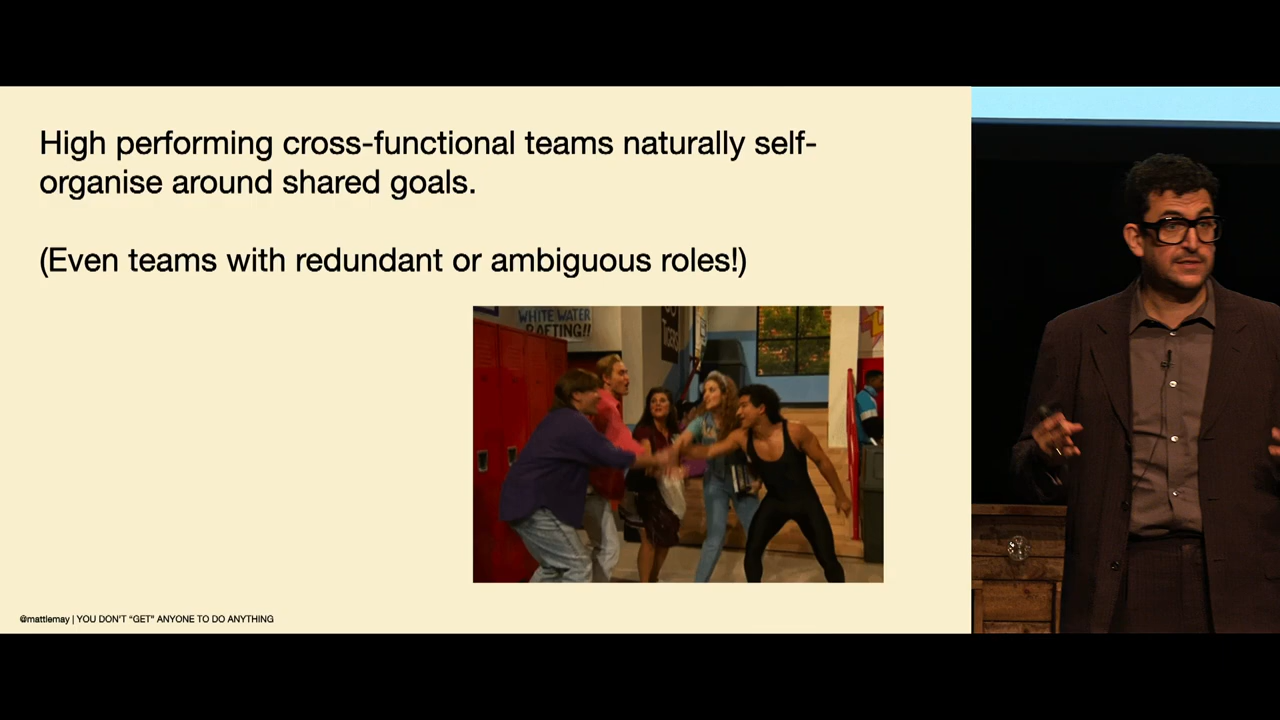 High performing cross-functional teams naturally self-
organise around shared goals.
(Even teams with redundant or ambiguous roles!)
WHITE WATER
RAFTING!!
@mattlemay | YOU DON'T “GET” ANYONE TO DO ANYTHING